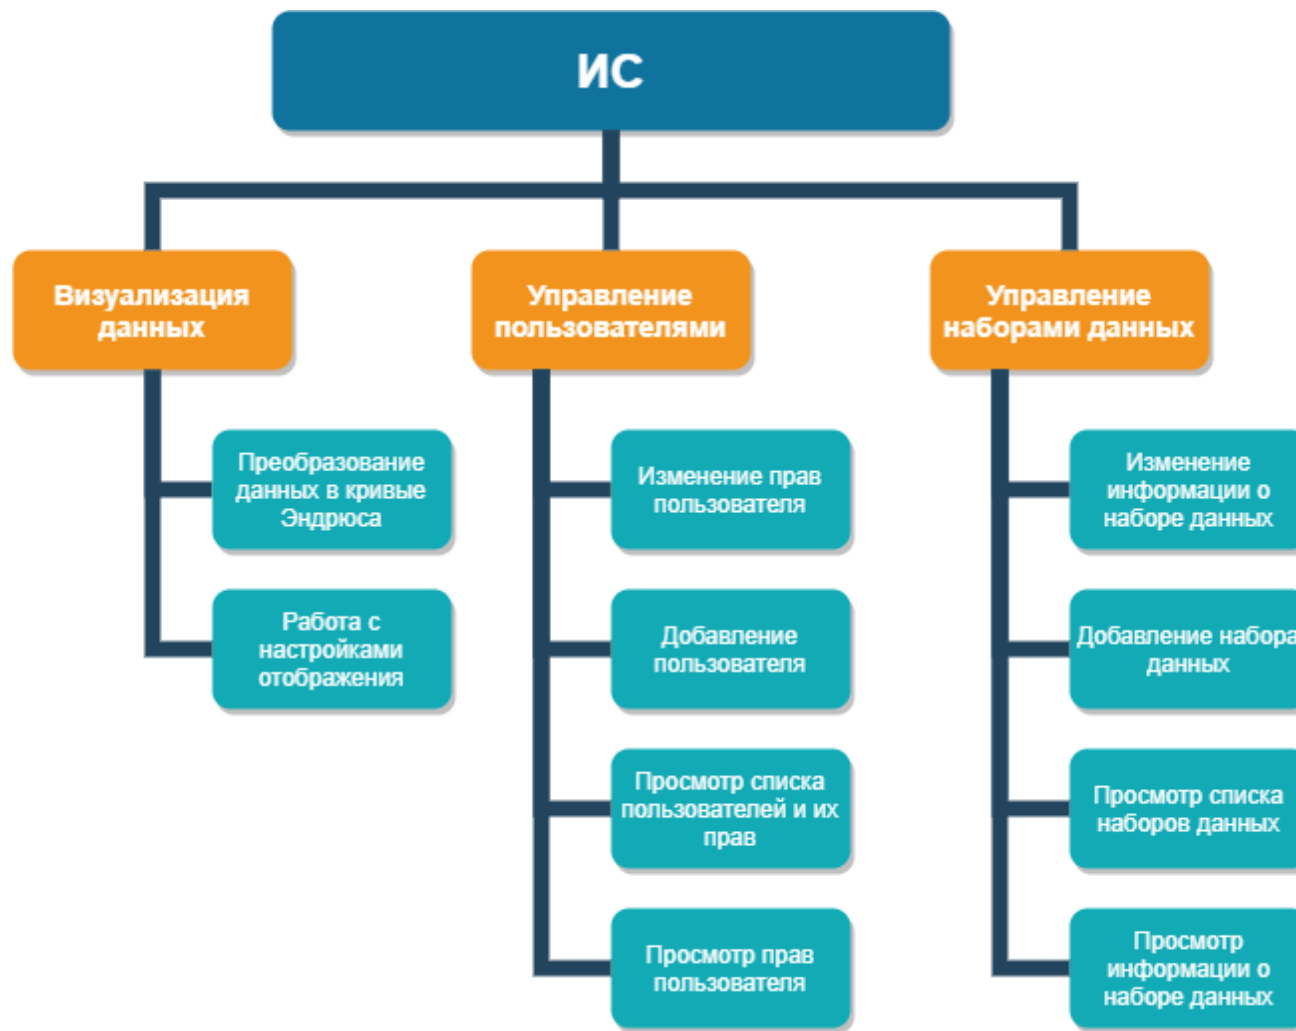 ИС
Визуализация
данных
Управление
пользователями
Управление
наборами данных
Преобразование
данных в кривые
Эндрюса
Изменение прав
пользователя
Изменение
информации о
наборе данных
Работа с
настройками
отображения
Добавление
пользователя
Добавление набора
данных
Просмотр списка
пользователей и их
прав
Просмотр списка
наборов данных
Просмотр прав
пользователя
Просмотр
информации о
наборе данных